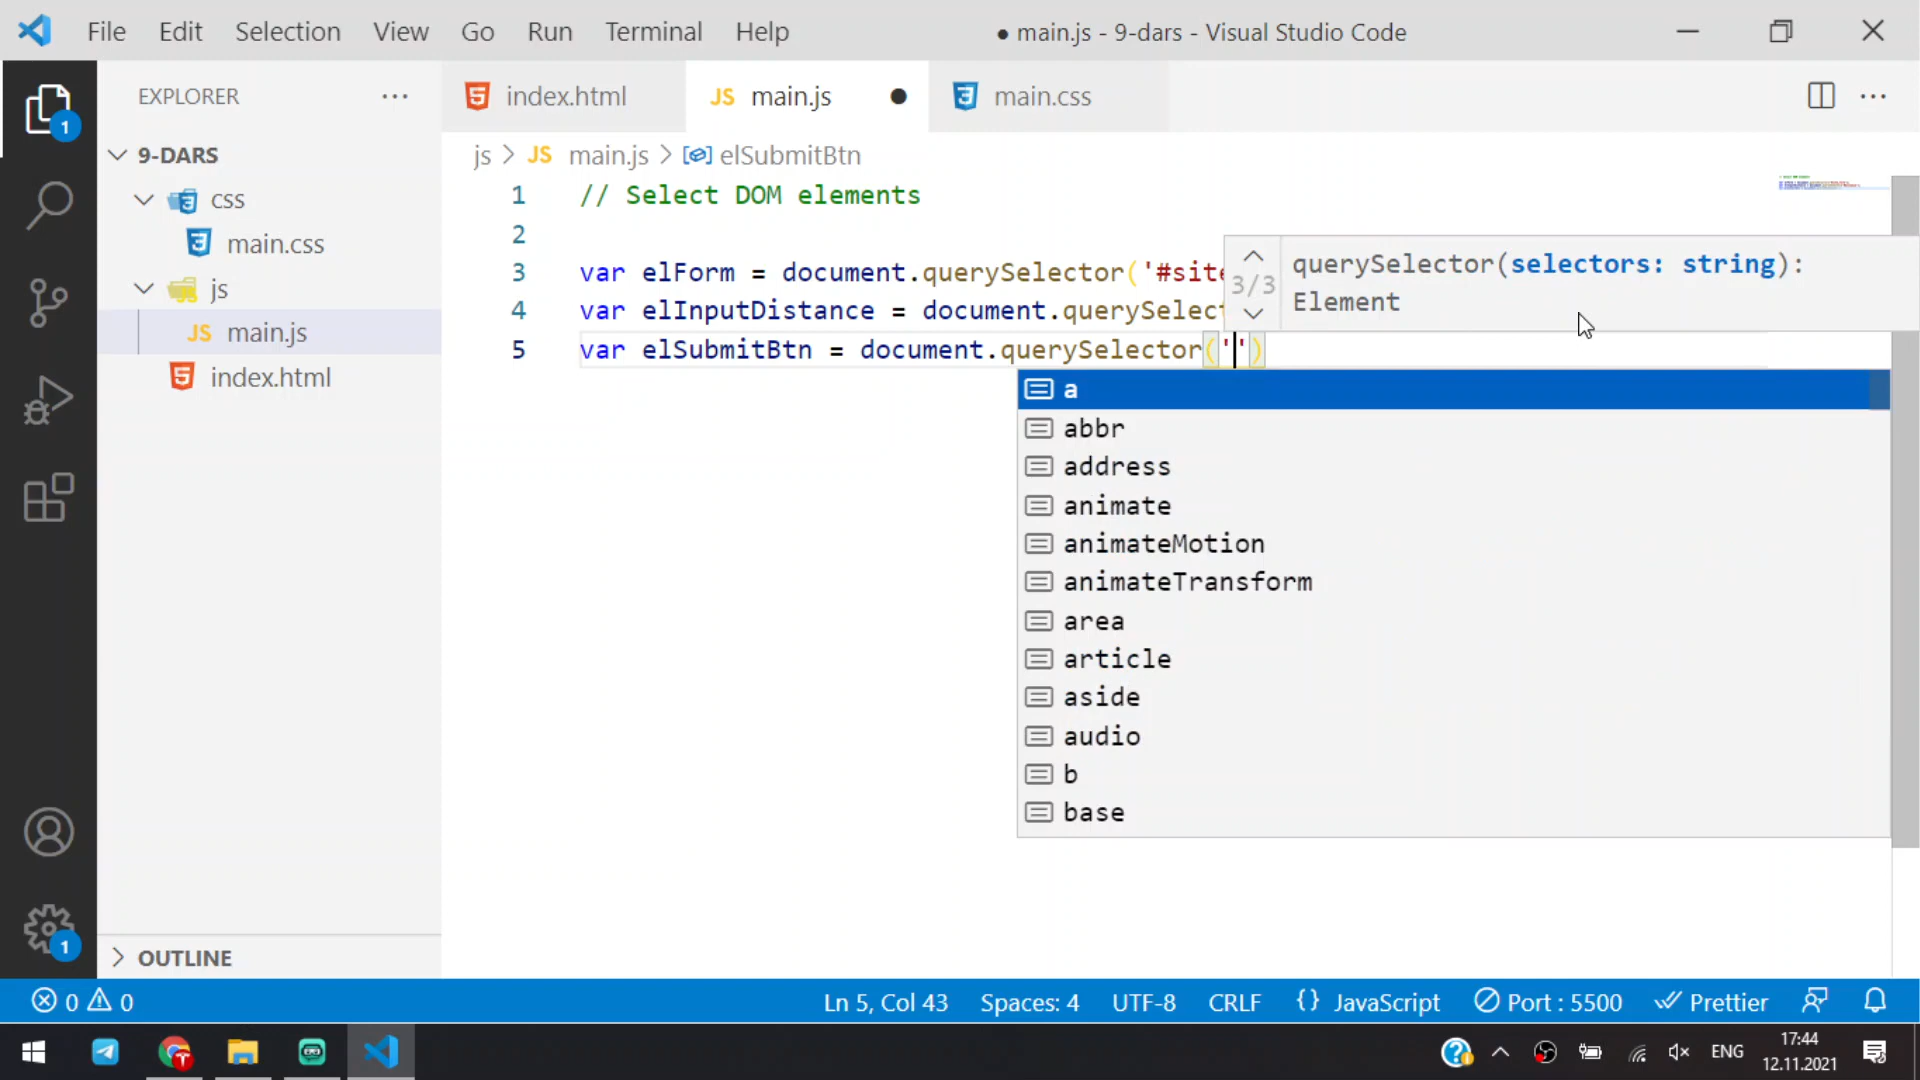 File Edit Selection View Go Run Terminal Help ● main.js - 9-dars - Visual Studio Code
EXPLORER ···
index.html
JS main.js ●
main.css
1
9-DARS
css
main.css
js
JS main.js
index.html
js > JS main.js > elSubmitBtn
1 // Select DOM elements
2
3 var elForm = document.querySelector('#site
4 var elInputDistance = document.querySelect
5 var elSubmitBtn = document.querySelector('')
3/3
querySelector(selectors: string):
Element
a
abbr
address
animate
animateMotion
animateTransform
area
article
aside
audio
b
base
1
OUTLINE
0 0 Ln 5, Col 43 Spaces: 4 UTF-8 CRLF {} JavaScript Port : 5500 Prettier
ENG
17:44
12.11.2021